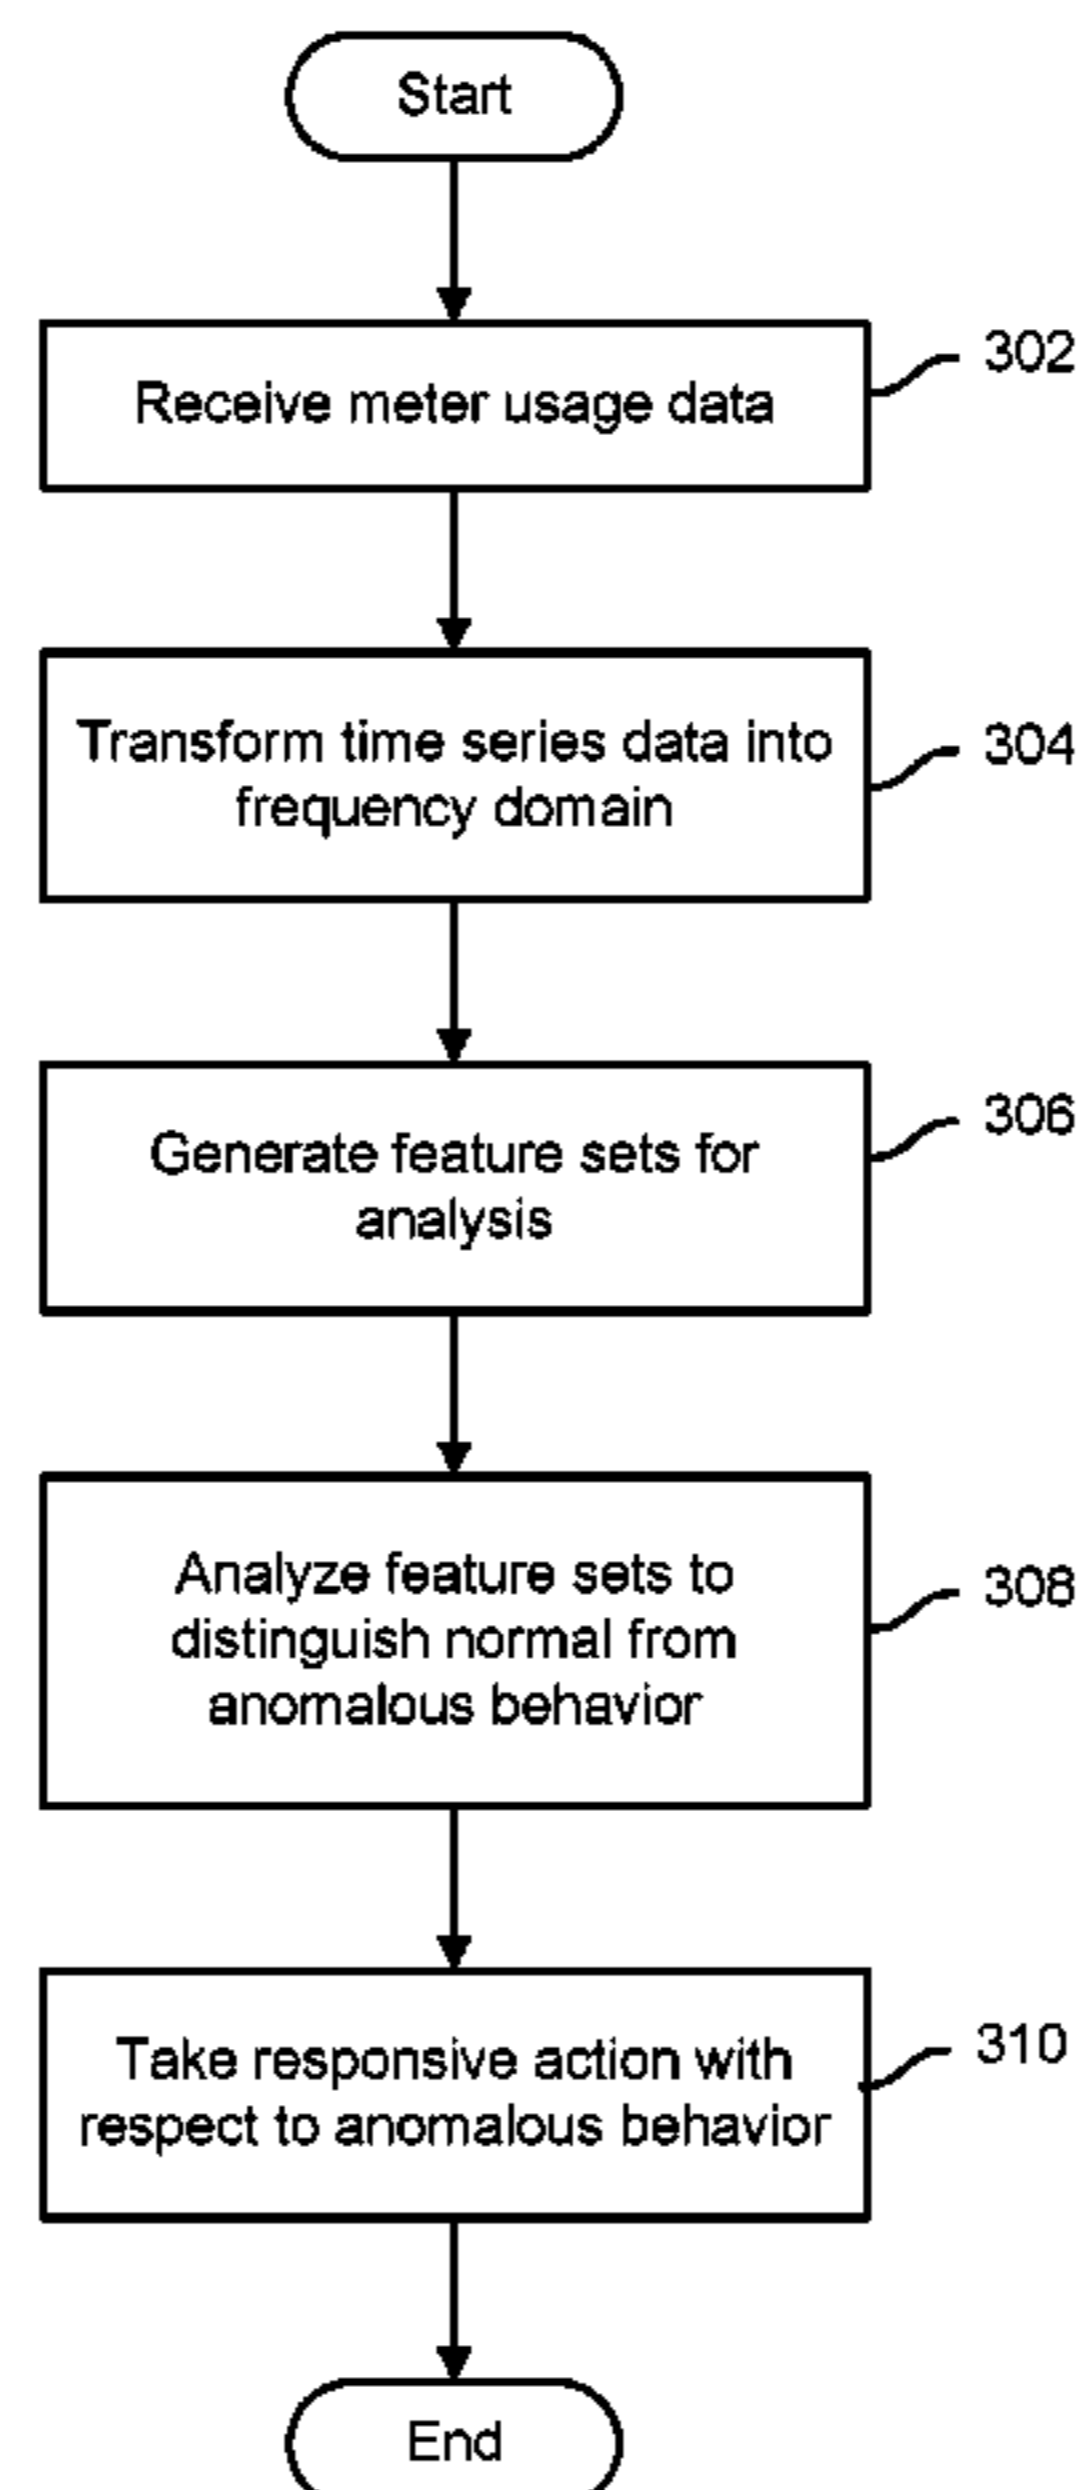 Start
302
Receive meter usage data
304
Transform time series data into
frequency domain
306
Generate feature sets for
analysis
308
Analyze feature sets to
distinguish normal from
anomalous behavior
310
Take responsive action with
respect to anomalous behavior
End